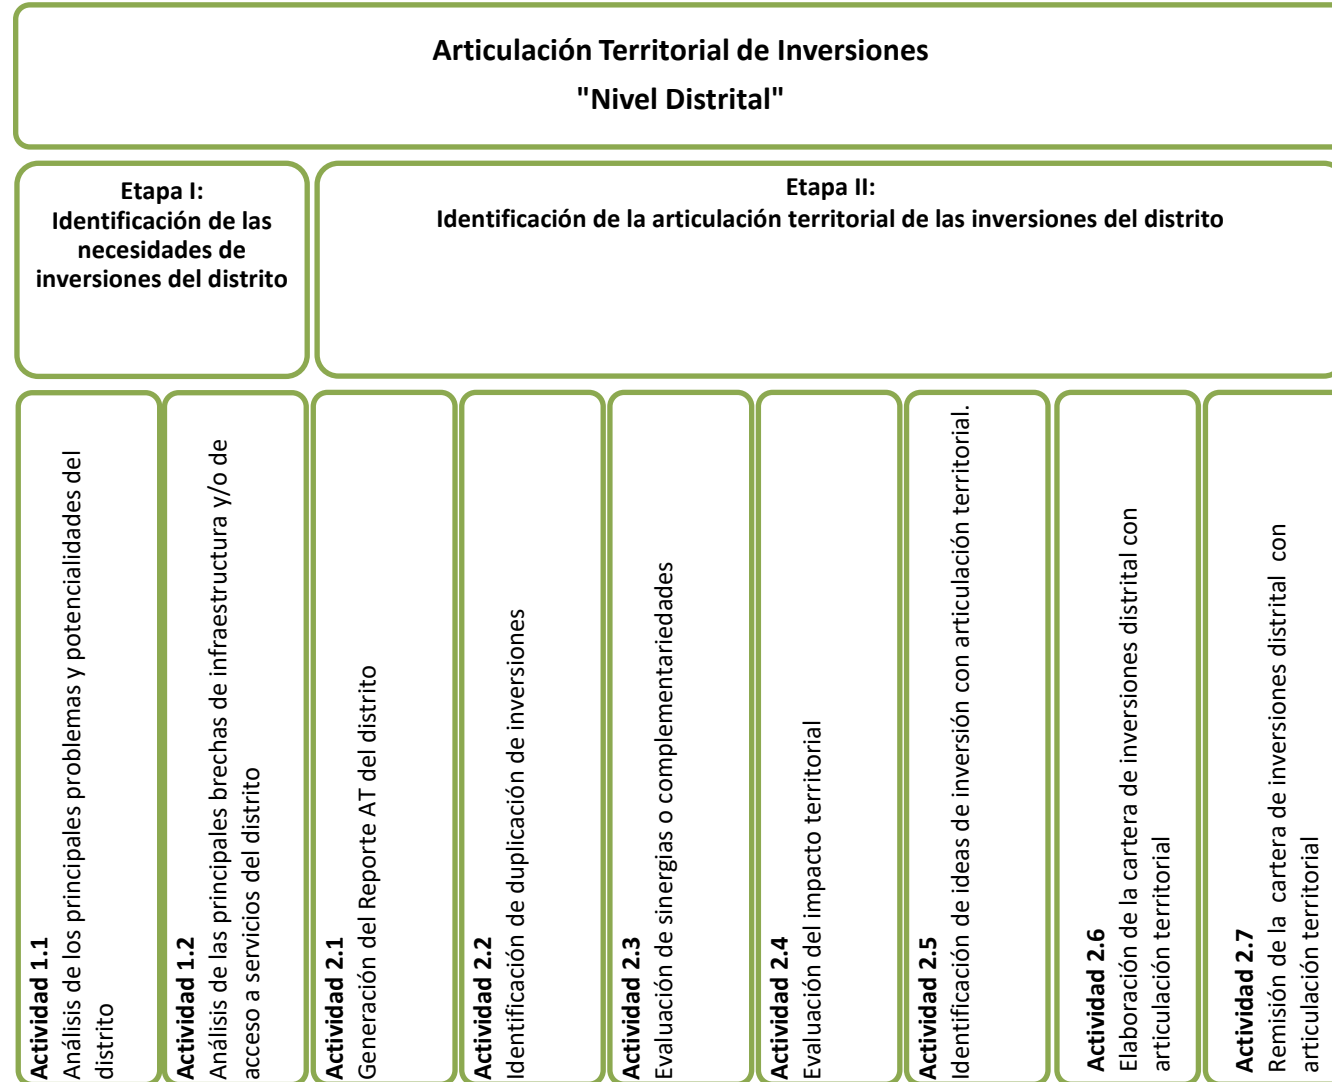 Articulación Territorial de Inversiones
"Nivel Distrital"
Etapa I:
Identificación de las
necesidades de
inversiones del distrito
Etapa II:
Identificación de la articulación territorial de las inversiones del distrito
Actividad 1.1
Análisis de los principales problemas y potencialidades del
distrito
Actividad 1.2
Análisis de las principales brechas de infraestructura y/o de
acceso a servicios del distrito
Actividad 2.1
Generación del Reporte AT del distrito
Actividad 2.2
Identificación de duplicación de inversiones
Actividad 2.3
Evaluación de sinergias o complementariedades
Actividad 2.4
Evaluación del impacto territorial
Actividad 2.5
Identificación de ideas de inversión con articulación territorial.
Actividad 2.6
Elaboración de la cartera de inversiones distrital con
articulación territorial
Actividad 2.7
Remisión de la cartera de inversiones distrital con
articulación territorial